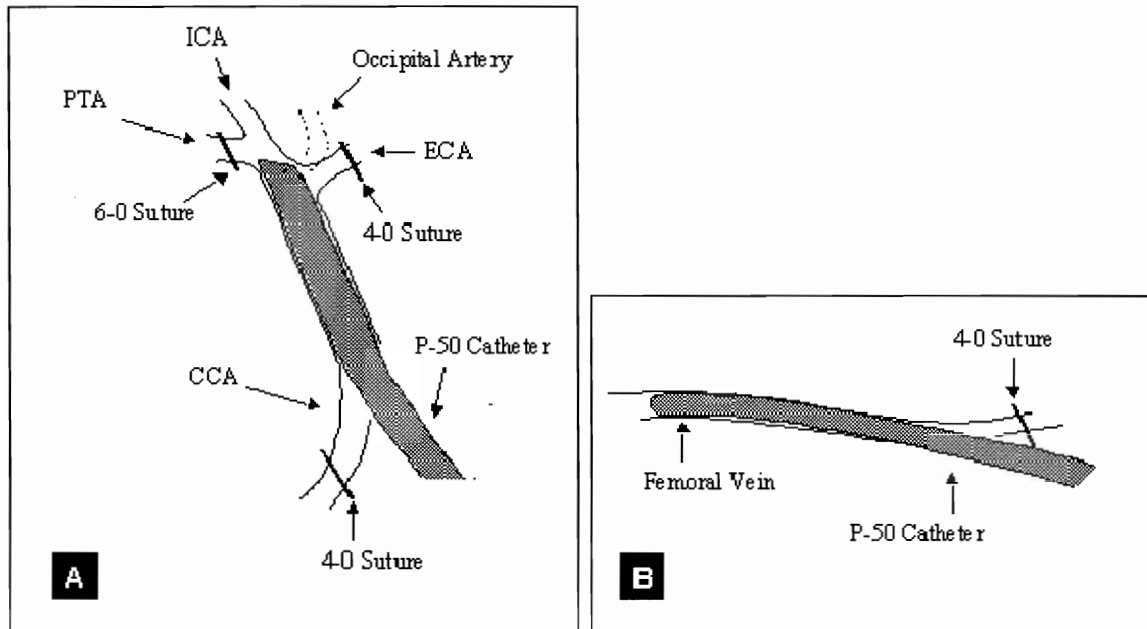 ICA
Occipital Artery
PTA
ECA
6-0 Suture
4-0 Suture
P-50 Catheter
CCA
4-0 Suture
A
4-0 Suture
Femoral Vein
P-50 Catheter
B